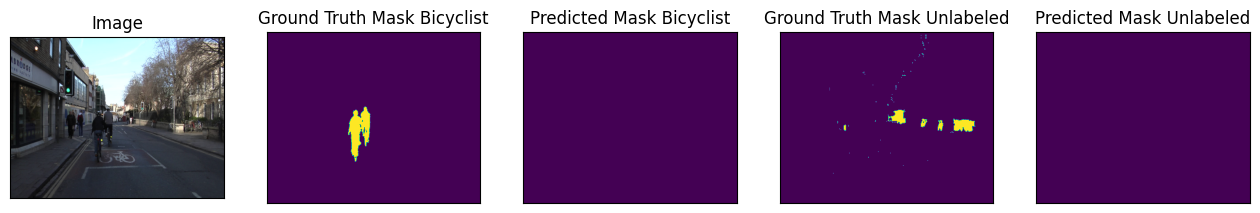 Image
Ground Truth Mask Bicyclist
Predicted Mask Bicyclist
Ground Truth Mask Unlabeled
Predicted Mask Unlabeled